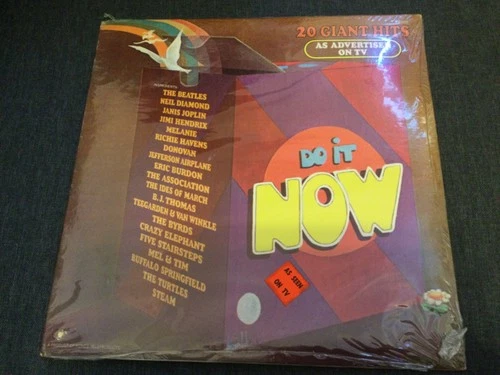 20 GIANT HITS
AS ADVERTISED
ON TV
THE BEATLES
NEIL DIAMOND
JANIS JOPLIN
JIMI HENDRIX
MELANIE
RICHIE HAVENS
DONOVAN
JEFFERSON AIRPLANE
ERIC BURDON
THE ASSOCIATION
THE IDES OF MARCH
B. J. THOMAS
TEEGARDEN & VAN WINKLE
THE BYRDS
CRAZY ELEPHANT
FIVE STAIRSTEPS
MEL & TIM
BUFFALO SPRINGFIELD
THE TURTLES
STEAM
DO IT
NOW
AS SEEN
ON TV